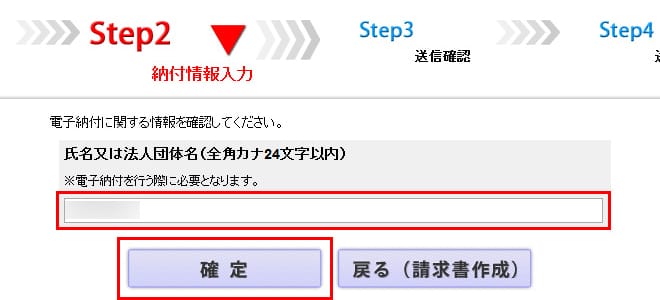 Step2
納付情報入力
Step3
送信確認
Step4
電子納付に関する情報を確認してください。
氏名又は法人団体名(全角カナ24文字以内)
※電子納付を行う際に必要となります。
確 定
戻る（請求書作成）